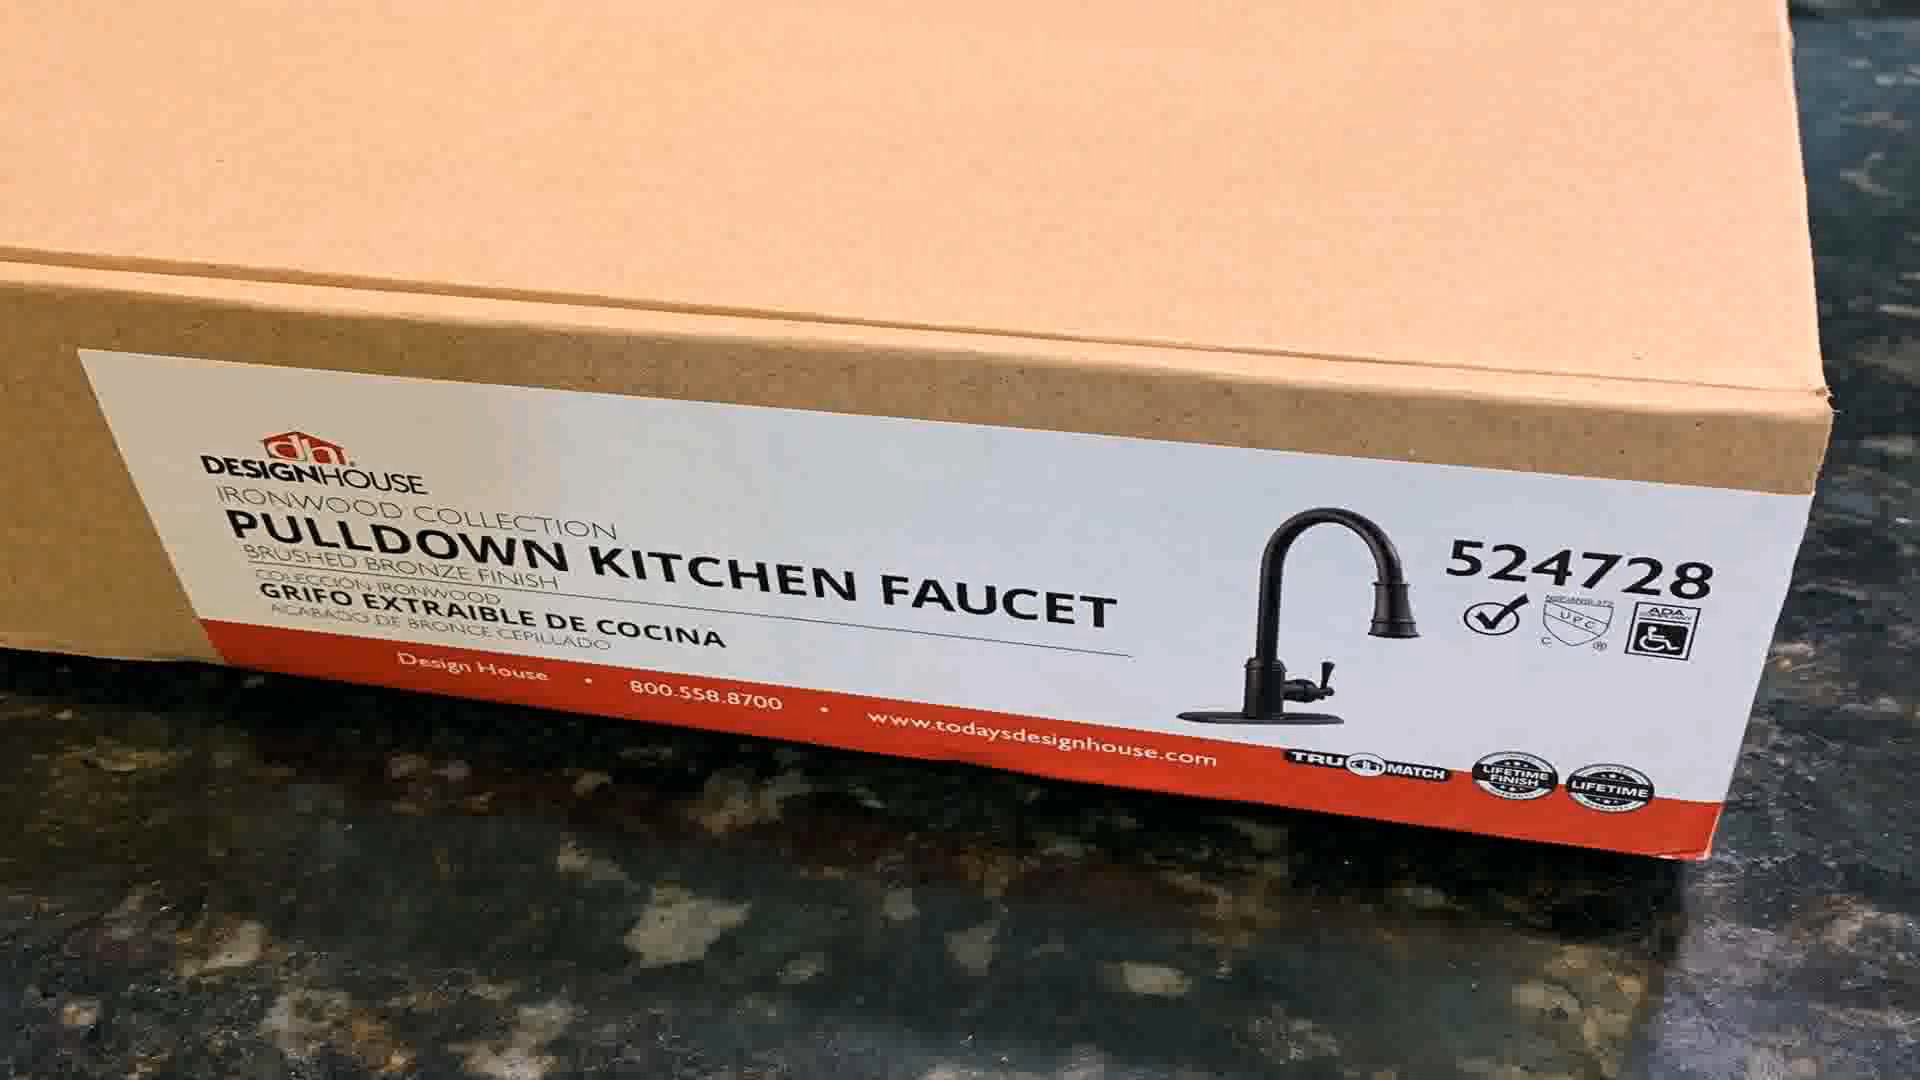 dh
DESIGNHOUSE
IRONWOOD COLLECTION
PULLDOWN KITCHEN FAUCET
BRUSHED BRONZE FINISH
COLECCIÓN IRONWOOD
GRIFO EXTRAIBLE DE COCINA
ACABADO DE BRONCE CEPILLADO
Design House • 800.558.8700 • www.todaysdesignhouse.com
524728
UPC
C ®
ADA
TRU dh MATCH
LIFETIME
FINISH
LIFETIME